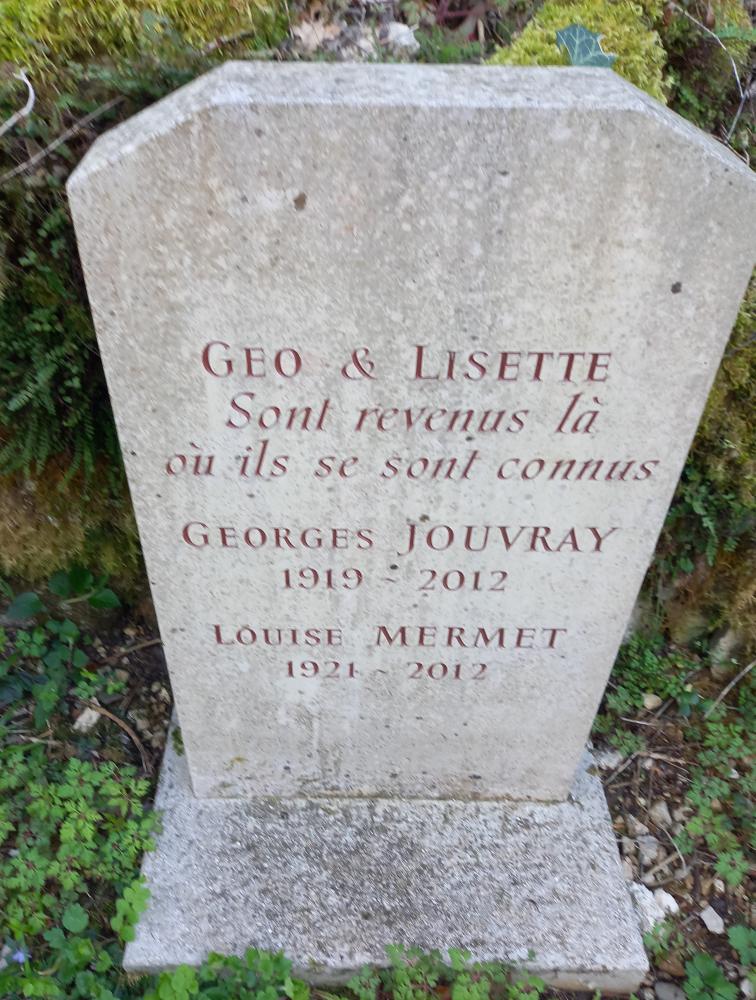 GEO & LISETTE
Sont revenus là
où ils se sont connus
GEORGES JOUVRAY
1919 - 2012
LOUISE MERMET
1921 - 2012